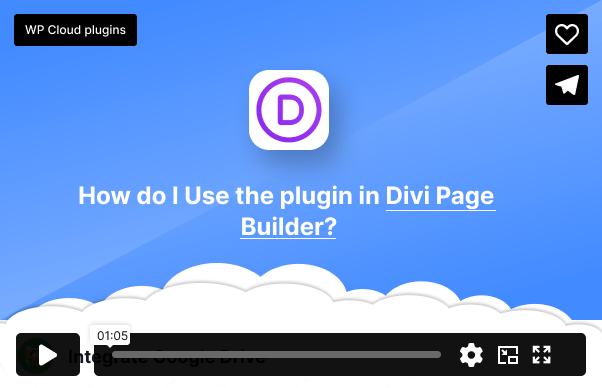 WP Cloud plugins
D
How do I Use the plugin in Divi Page
Builder?
01:05
Integrate Google Drive